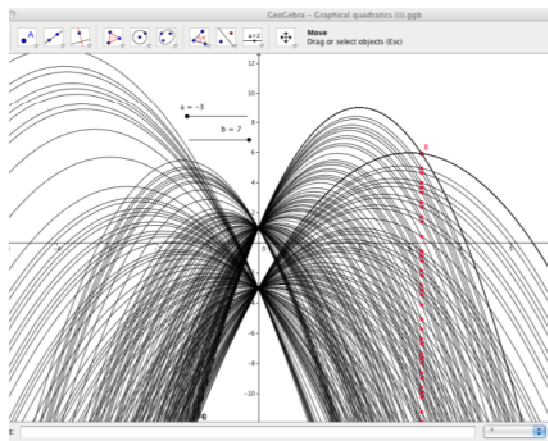 GeoGebra – Graphical quadratics (ii).ggb
Move
Drag or select objects (Esc)
a=2
12
a = -3
10
b = 7
8
B
6
4
2
-4
-6
-8
-10